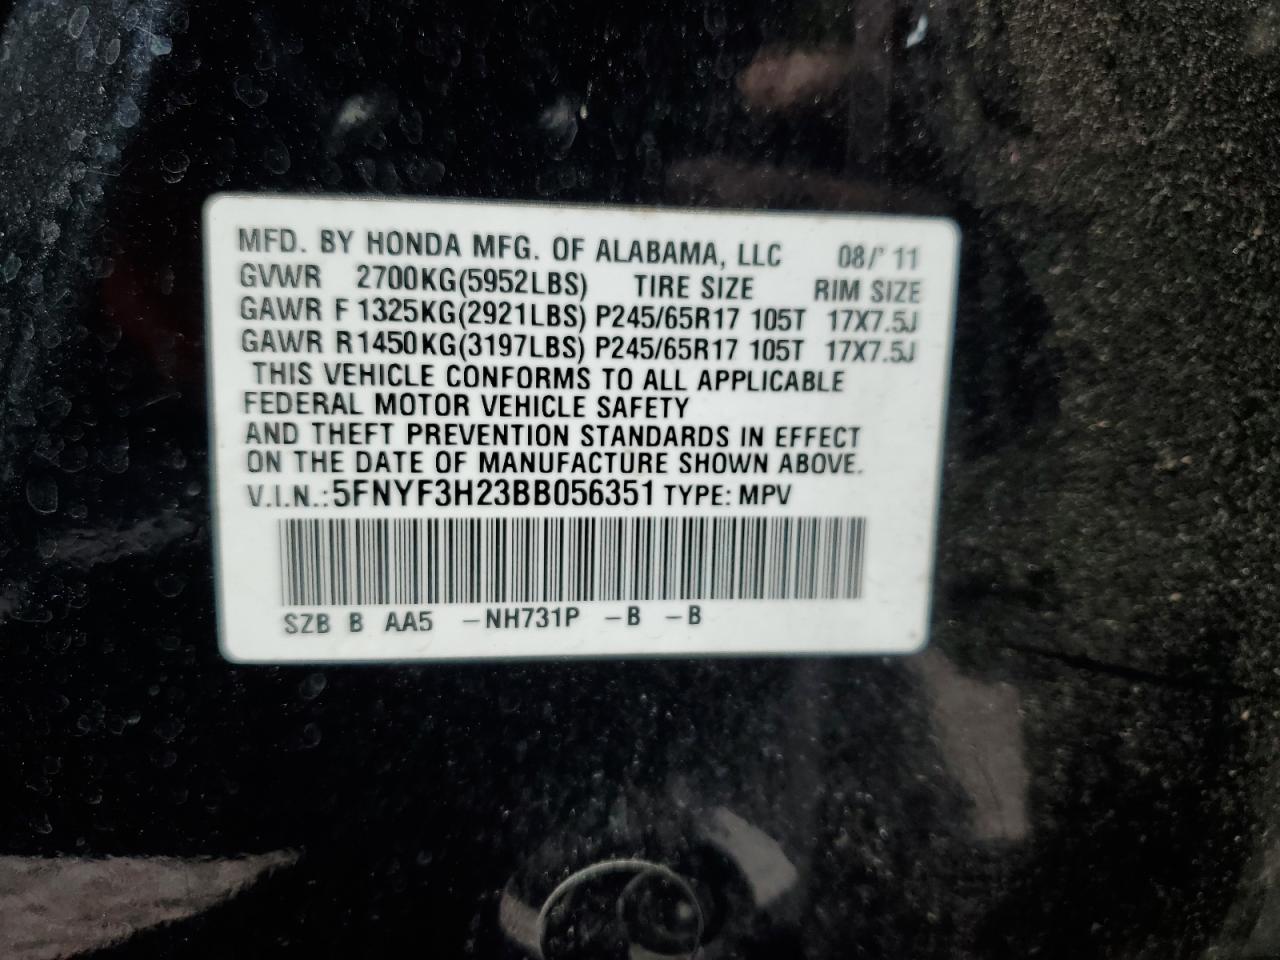 MFD. BY HONDA MFG. OF ALABAMA, LLC 08/' 11
GVWR 2700KG(5952LBS) TIRE SIZE RIM SIZE
GAWR F 1325KG(2921LBS) P245/65R17 105T 17X7.5J
GAWR R1450KG(3197LBS) P245/65R17 105T 17X7.5J
THIS VEHICLE CONFORMS TO ALL APPLICABLE
FEDERAL MOTOR VEHICLE SAFETY
AND THEFT PREVENTION STANDARDS IN EFFECT
ON THE DATE OF MANUFACTURE SHOWN ABOVE.
V.I.N.:5FNYF3H23BB056351 TYPE: MPV
SZB B AA5 -NH731P -B -B